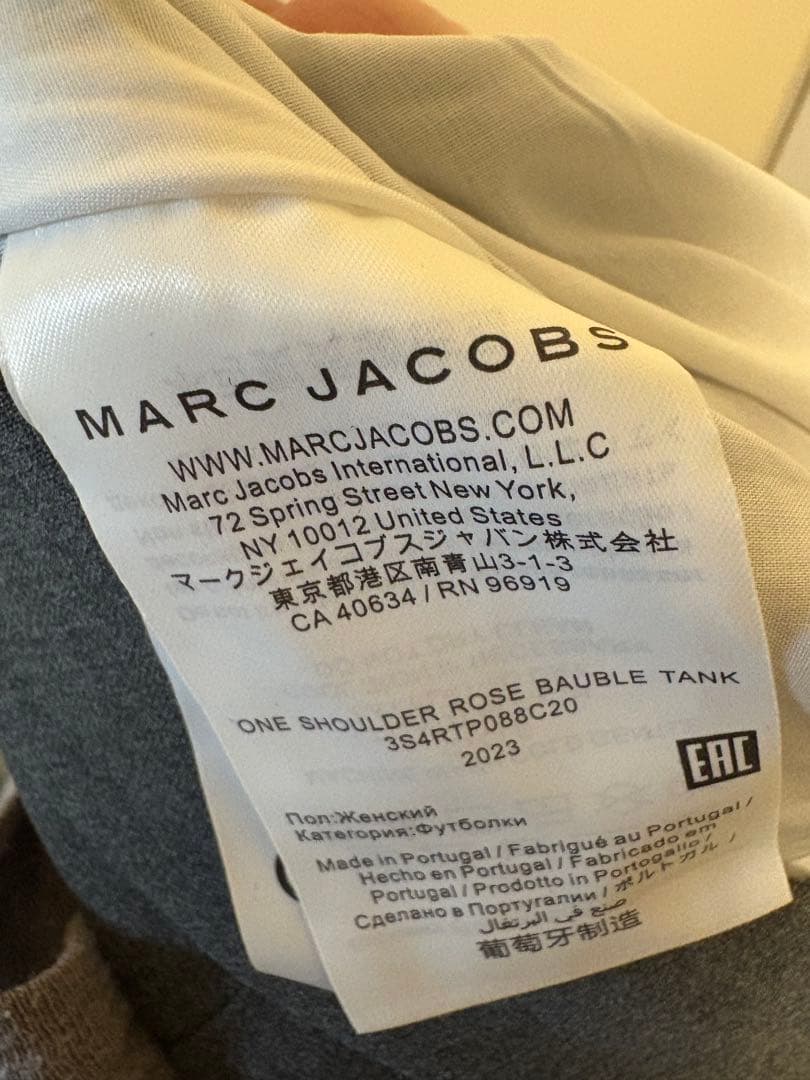 MARC JACOBS
WWW.MARCJACOBS.COM
Marc Jacobs International, L.L.C
72 Spring Street New York,
NY 10012 United States
マークジェイコブスジャパン株式会社
東京都港区南青山3-1-3
CA 40634 / RN 96919
ONE SHOULDER ROSE BAUBLE TANK
3S4RTP088C20
2023
EAC
Пол:Женский
Категория:Футболки
Made in Portugal / Fabrigué au Portugal /
Hecho en Portugal / Fabricado em
Portugal / Prodotto in Portogallo /
Сделано в Португалии / ポルトガル /
صنع في البرتغال
葡萄牙制造